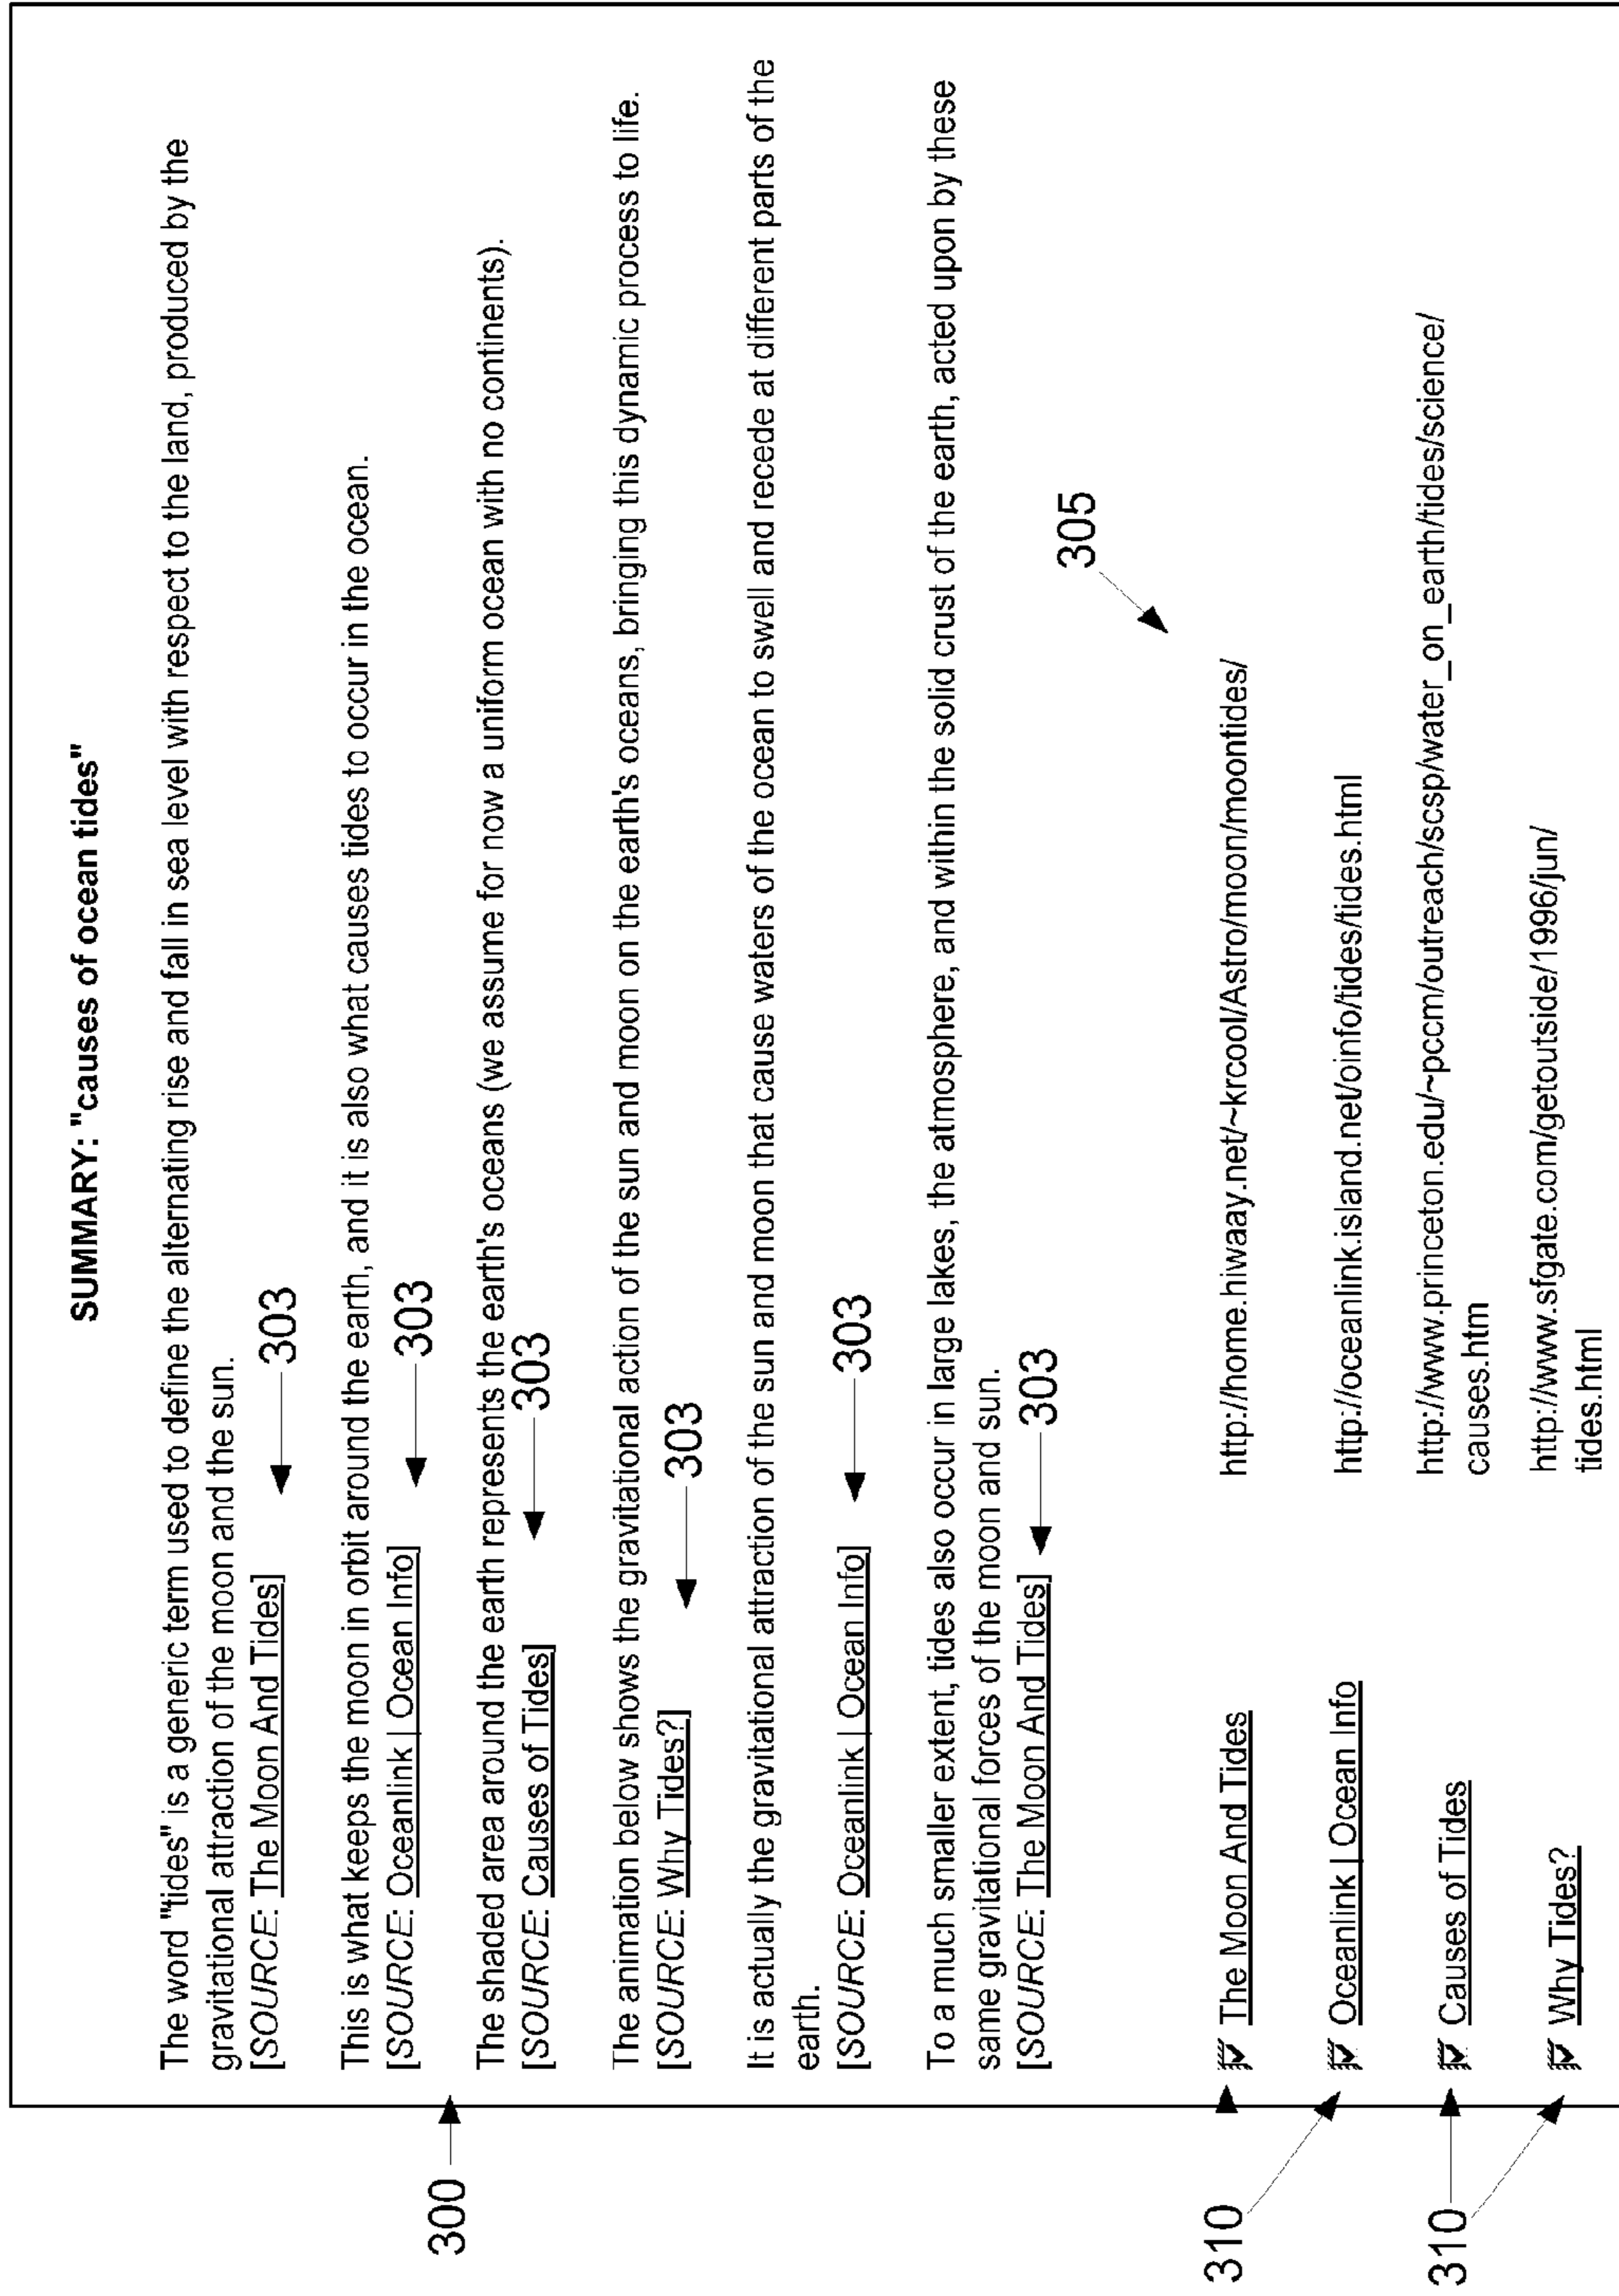 SUMMARY: "causes of ocean tides"
The word "tides" is a generic term used to define the alternating rise and fall in sea level with respect to the land, produced by the
gravitational attraction of the moon and the sun.
[SOURCE: The Moon And Tides]
303
This is what keeps the moon in orbit around the earth, and it is also what causes tides to occur in the ocean.
[SOURCE: Oceanlink | Ocean Info]
303
300
The shaded area around the earth represents the earth's oceans (we assume for now a uniform ocean with no continents).
[SOURCE: Causes of Tides]
303
The animation below shows the gravitational action of the sun and moon on the earth's oceans, bringing this dynamic process to life.
[SOURCE: Why Tides?]
303
It is actually the gravitational attraction of the sun and moon that cause waters of the ocean to swell and recede at different parts of the
earth.
[SOURCE: Oceanlink | Ocean Info]
303
To a much smaller extent, tides also occur in large lakes, the atmosphere, and within the solid crust of the earth, acted upon by these
same gravitational forces of the moon and sun.
[SOURCE: The Moon And Tides]
303
305
310
The Moon And Tides http://home.hiwaay.net/~krcool/Astro/moon/moontides/
Oceanlink | Ocean Info http://oceanlink.island.net/oinfo/tides/tides.html
310
Causes of Tides http://www.princeton.edu/~pccm/outreach/scsp/water_on_earth/tides/science/
causes.htm
Why Tides? http://www.sfgate.com/getoutside/1996/jun/
tides.html